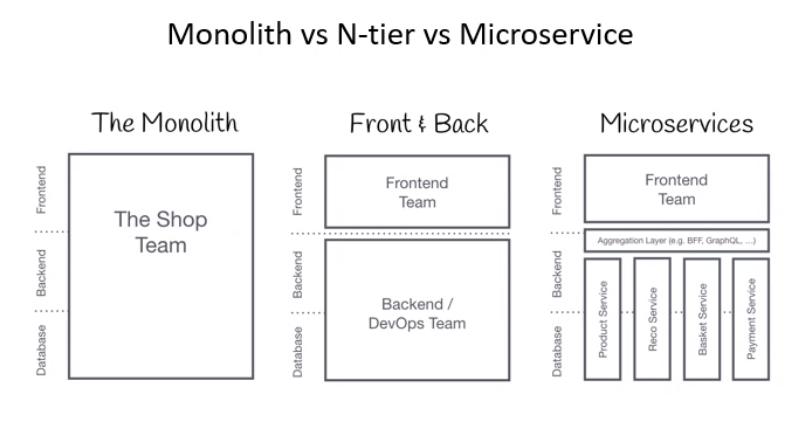 Monolith vs N-tier vs Microservice
The Monolith
Frontend
Backend
Database
The Shop
Team
Front & Back
Frontend
Backend
Database
Frontend
Team
Backend /
DevOps Team
Microservices
Frontend
Backend
Database
Frontend
Team
Aggregation Layer (e.g. BFF, GraphQL, ...)
Product Service
Reco Service
Basket Service
Payment Service